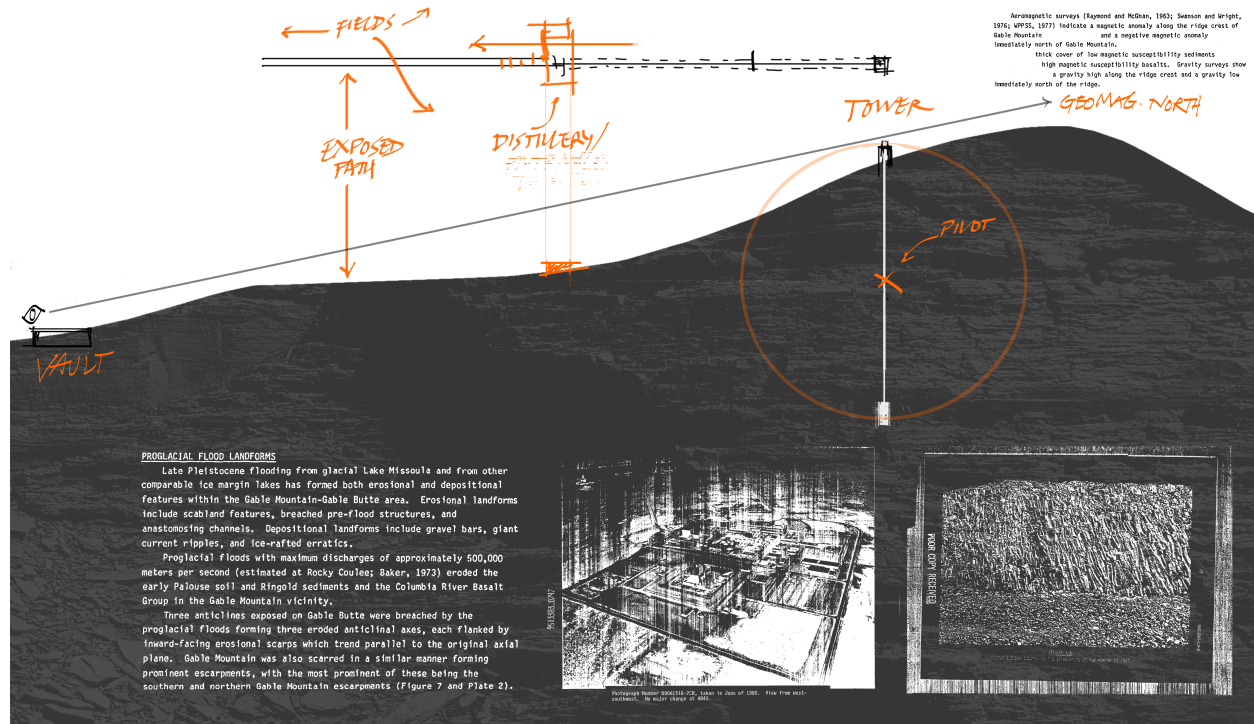 FIELDS
Aeromagnetic surveys (Raymond and McGhan, 1963; Swanson and Wright,
1976; WPPSS, 1977) indicate a magnetic anomaly along the ridge crest of
Gable Mountain and a negative magnetic anomaly
immediately north of Gable Mountain.
thick cover of low magnetic susceptibility sediments
high magnetic susceptibility basalts. Gravity surveys show
a gravity high along the ridge crest and a gravity low
immediately north of the ridge.
TOWER
GEOMAG. NORTH
EXPOSED
PATH
DISTILLERY/
PIVOT
VAULT
PROGLACIAL FLOOD LANDFORMS
Late Pleistocene flooding from glacial Lake Missoula and from other
comparable ice margin lakes has formed both erosional and depositional
features within the Gable Mountain-Gable Butte area. Erosional landforms
include scabland features, breached pre-flood structures, and
anastomosing channels. Depositional landforms include gravel bars, giant
current ripples, and ice-rafted erratics.
Proglacial floods with maximum discharges of approximately 500,000
meters per second (estimated at Rocky Coulee; Baker, 1973) eroded the
early Palouse soil and Ringold sediments and the Columbia River Basalt
Group in the Gable Mountain vicinity.
Three anticlines exposed on Gable Butte were breached by the
proglacial floods forming three eroded anticlinal axes, each flanked by
inward-facing erosional scarps which trend parallel to the original axial
plane. Gable Mountain was also scarred in a similar manner forming
prominent escarpments, with the most prominent of these being the
southern and northern Gable Mountain escarpments (Figure 7 and Plate 2).
Photograph Number 89061516-2CN, taken in June of 1989. View from west-
southwest. No major change at 4843.
POOR COPY RECEIVED